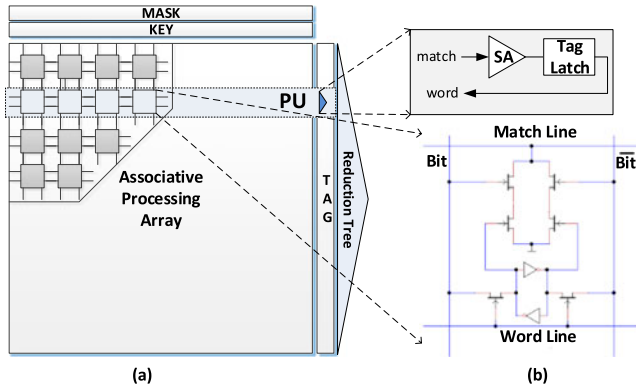 MASK
KEY
PU
Associative
Processing
Array
T
A
G
Reduction Tree
(a)
match
SA
Tag
Latch
word
Match Line
Bit
Bit
Word Line
(b)